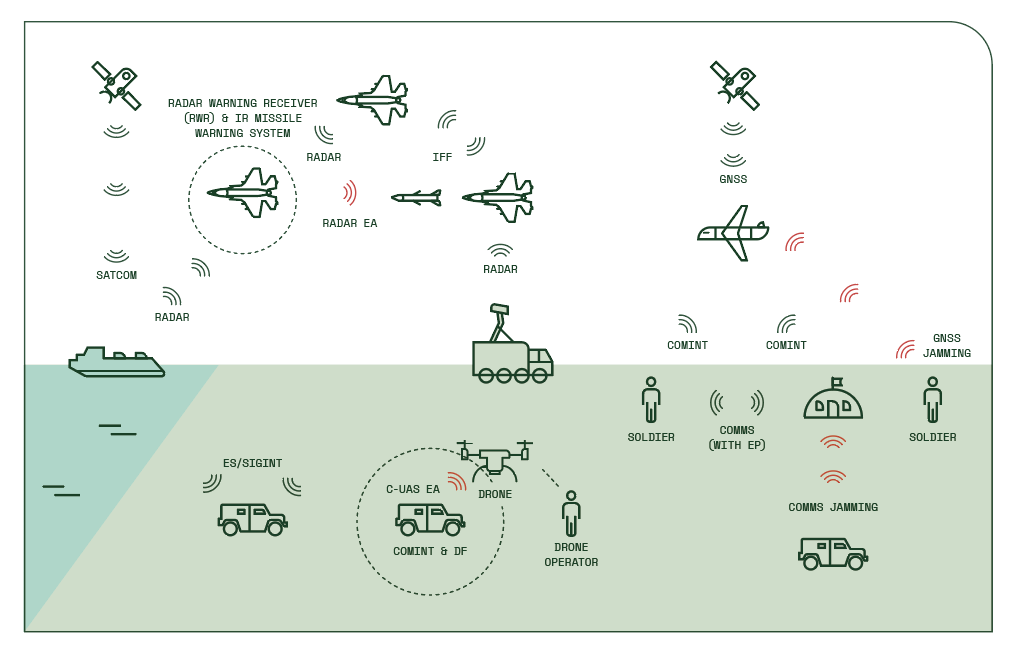 RADAR WARNING RECEIVER
(RWR) & IR MISSILE
WARNING SYSTEM
RADAR
IFF
GNSS
RADAR EA
SATCOM
RADAR
RADAR
COMINT
COMINT
GNSS
JAMMING
SOLDIER
COMMS
(WITH EP)
SOLDIER
ES/SIGINT
C-UAS EA
DRONE
COMMS JAMMING
COMINT & DF
DRONE
OPERATOR